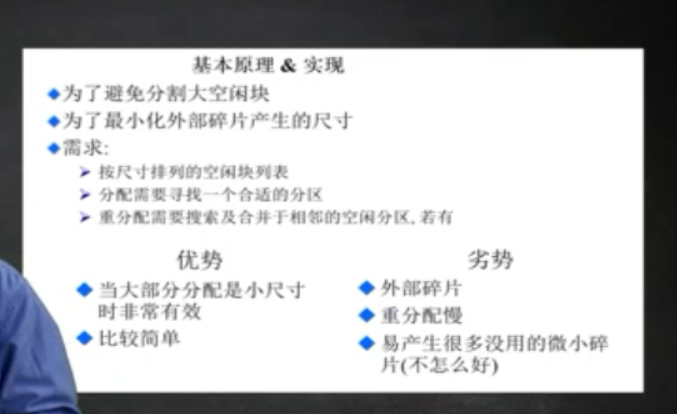 基本原理 & 实现
为了避免分割大空闲块
为了最小化外部碎片产生的尺寸
需求:
按尺寸排列的空闲块列表
分配需要寻找一个合适的分区
重分配需要搜索及合并于相邻的空闲分区, 若有
优势
当大部分分配是小尺寸
时非常有效
比较简单
劣势
外部碎片
重分配慢
易产生很多没用的微小碎
片(不怎么好)